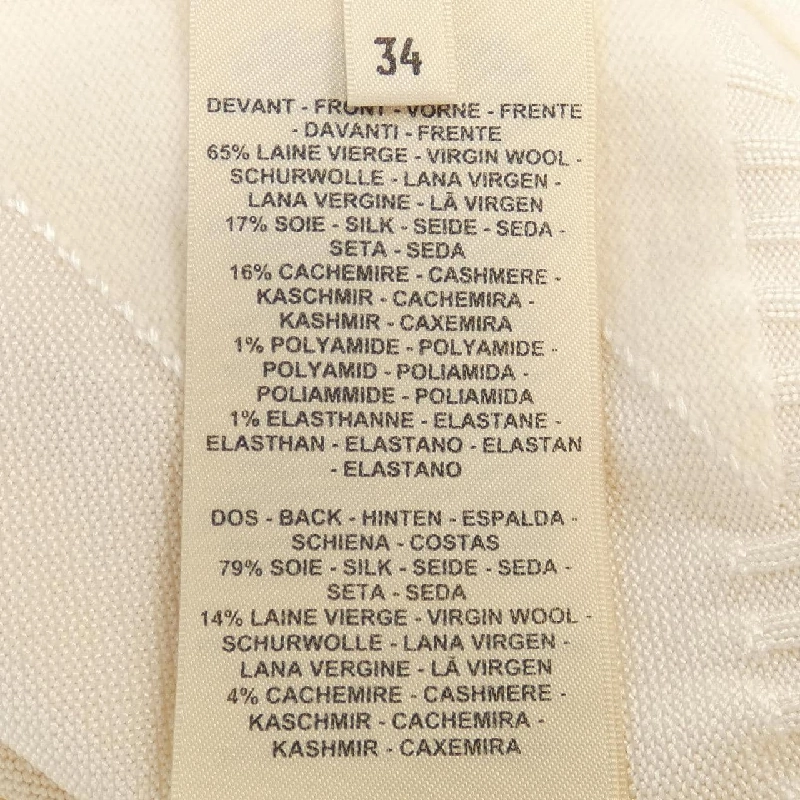 34
DEVANT - FRONT - VORNE - FRENTE
- DAVANTI - FRENTE
65% LAINE VIERGE - VIRGIN WOOL -
SCHURWOLLE - LANA VIRGEN -
LANA VERGINE - LÃ VIRGEN
17% SOIE - SILK - SEIDE - SEDA -
SETA - SEDA
16% CACHEMIRE - CASHMERE -
KASCHMIR - CACHEMIRA -
KASHMIR - CAXEMIRA
1% POLYAMIDE - POLYAMIDE -
POLYAMID - POLIAMIDA -
POLIAMMIDE - POLIAMIDA
1% ELASTHANNE - ELASTANE -
ELASTHAN - ELASTANO - ELASTAN
- ELASTANO
DOS - BACK - HINTEN - ESPALDA -
SCHIENA - COSTAS
79% SOIE - SILK - SEIDE - SEDA -
SETA - SEDA
14% LAINE VIERGE - VIRGIN WOOL -
SCHURWOLLE - LANA VIRGEN -
LANA VERGINE - LÃ VIRGEN
4% CACHEMIRE - CASHMERE -
KASCHMIR - CACHEMIRA -
KASHMIR - CAXEMIRA